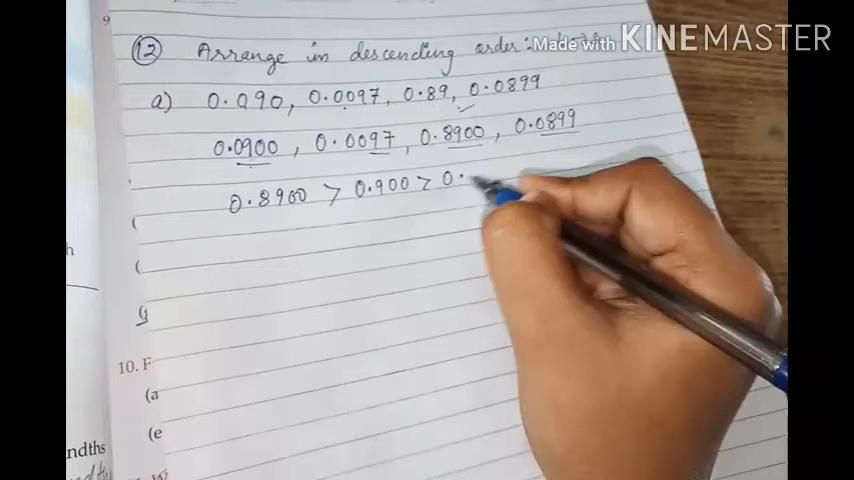 9
Made with KINEMASTER
(12) Arrange in descending order:
a) 0.090, 0.0097, 0.89, 0.0899
0.0900, 0.0097, 0.8900, 0.0899
0.8900 > 0.900 > 0.
(
h
(
g
10. F
(a
(e
ndths